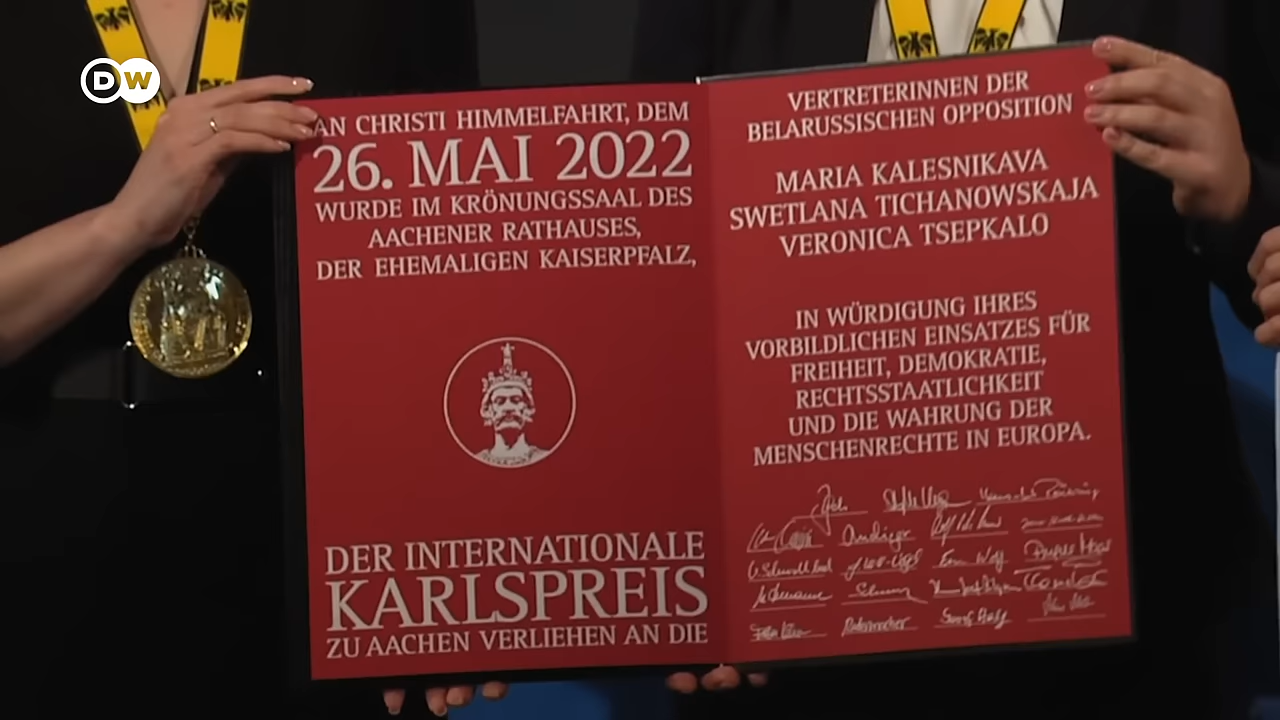 DW
AN CHRISTI HIMMELFAHRT, DEM
26. MAI 2022
WURDE IM KRÖNUNGSSAAL DES
AACHENER RATHAUSES,
DER EHEMALIGEN KAISERPFALZ,
DER INTERNATIONALE
KARLSPREIS
ZU AACHEN VERLIEHEN AN DIE
VERTRETERINNEN DER
BELARUSSISCHEN OPPOSITION
MARIA KALESNIKAVA
SWETLANA TICHANOWSKAJA
VERONICA TSEPKALO
IN WÜRDIGUNG IHRES
VORBILDLICHEN EINSATZES FÜR
FREIHEIT, DEMOKRATIE,
RECHTSSTAATLICHKEIT
UND DIE WAHRUNG DER
MENSCHENRECHTE IN EUROPA.